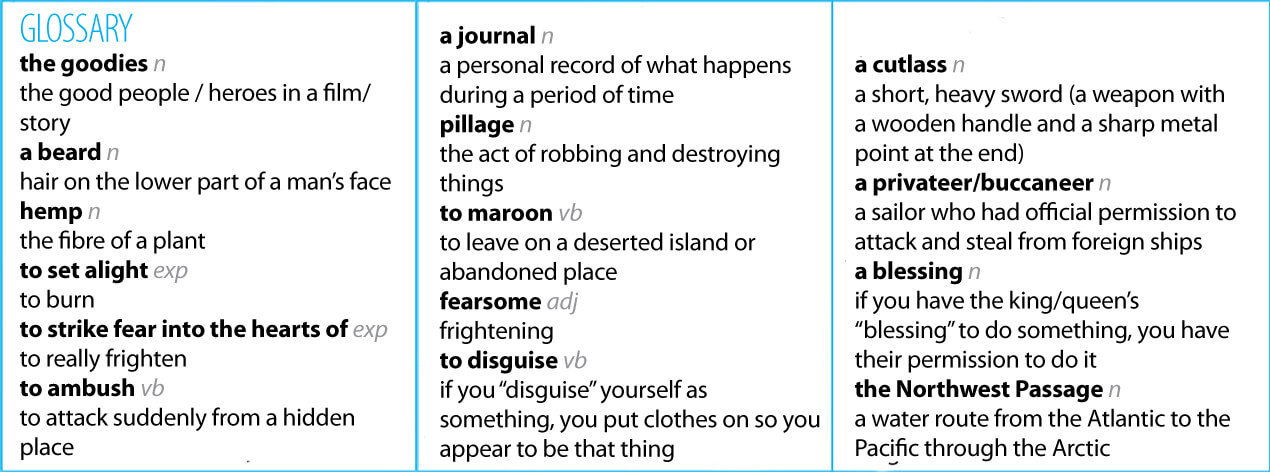 GLOSSARY
the goodies n
the good people / heroes in a film/
story
a beard n
hair on the lower part of a man’s face
hemp n
the fibre of a plant
to set alight exp
to burn
to strike fear into the hearts of exp
to really frighten
to ambush vb
to attack suddenly from a hidden
place
a journal n
a personal record of what happens
during a period of time
pillage n
the act of robbing and destroying
things
to maroon vb
to leave on a deserted island or
abandoned place
fearsome adj
frightening
to disguise vb
if you “disguise” yourself as
something, you put clothes on so you
appear to be that thing
a cutlass n
a short, heavy sword (a weapon with
a wooden handle and a sharp metal
point at the end)
a privateer/buccaneer n
a sailor who had official permission to
attack and steal from foreign ships
a blessing n
if you have the king/queen’s
“blessing” to do something, you have
their permission to do it
the Northwest Passage n
a water route from the Atlantic to the
Pacific through the Arctic